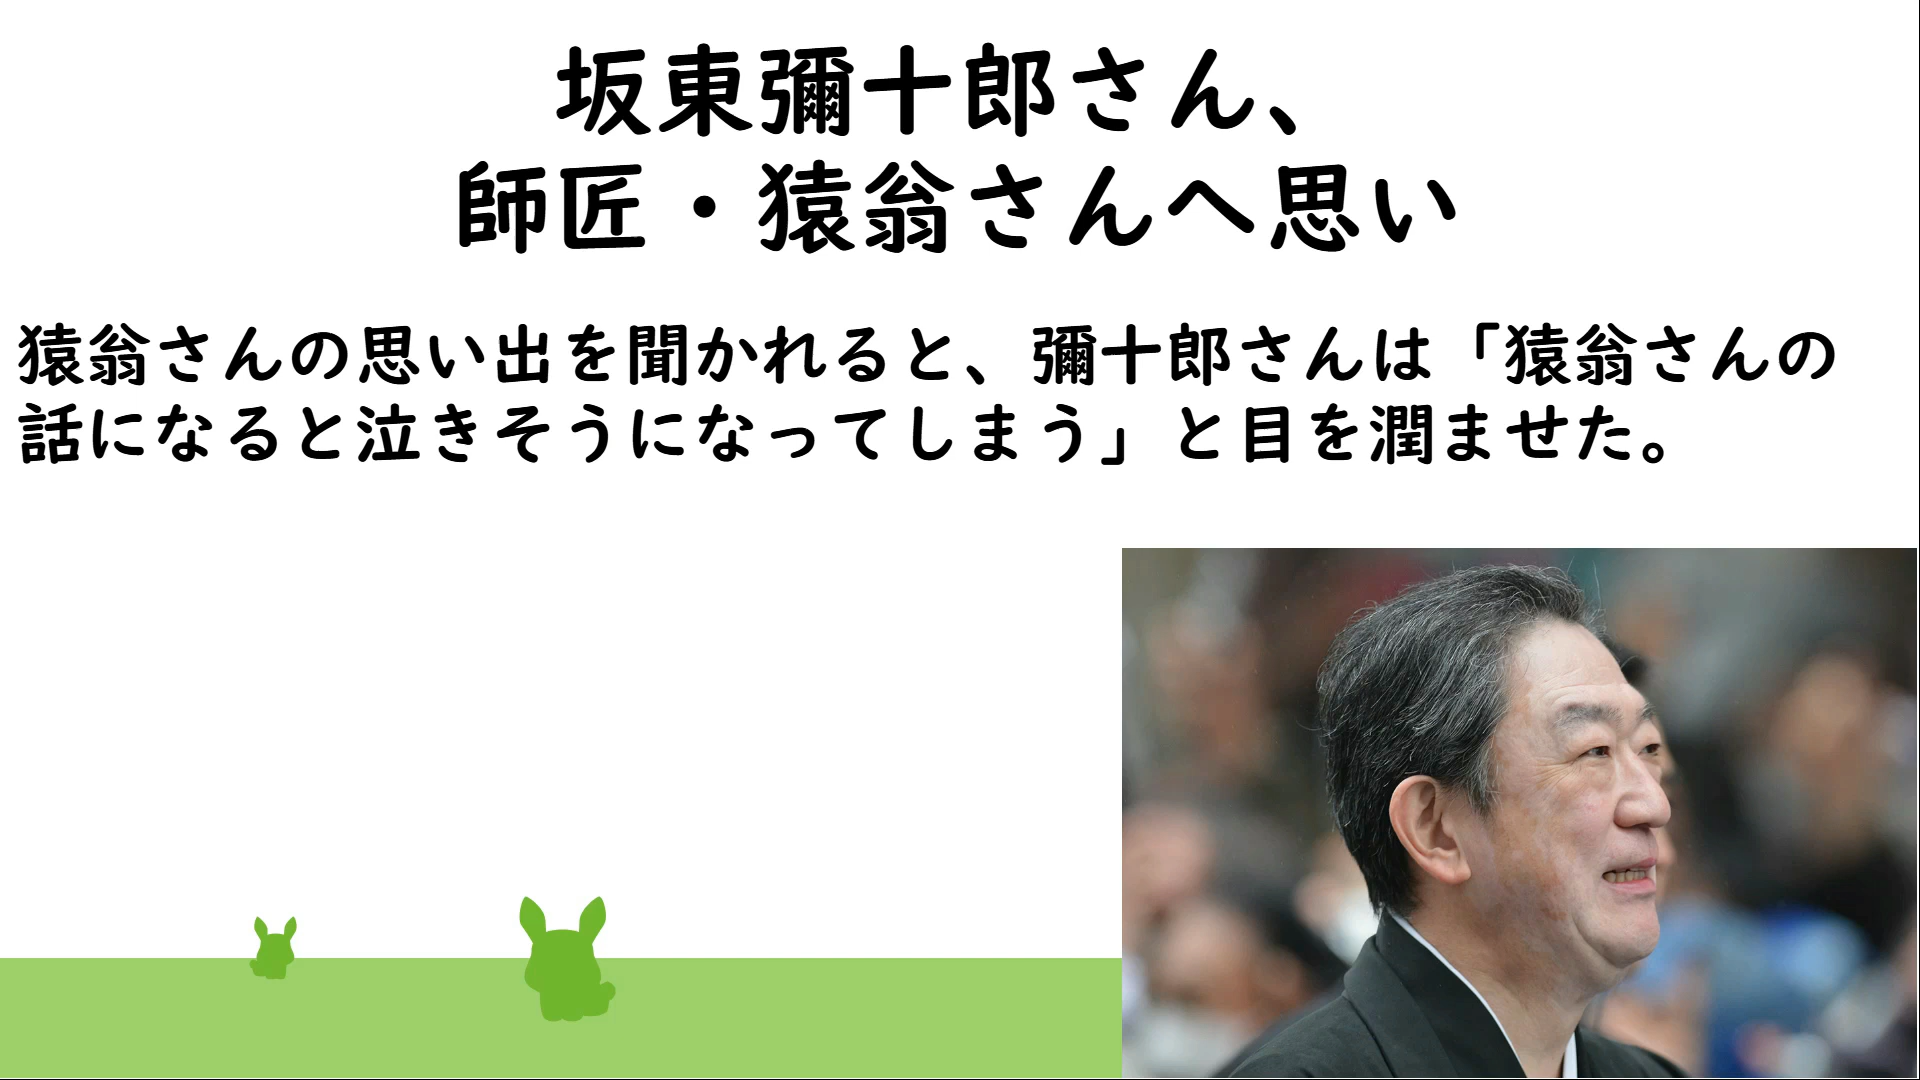 坂東彌十郎さん、
師匠・猿翁さんへ思い
猿翁さんの思い出を聞かれると、彌十郎さんは「猿翁さんの
話になると泣きそうになってしまう」と目を潤ませた。